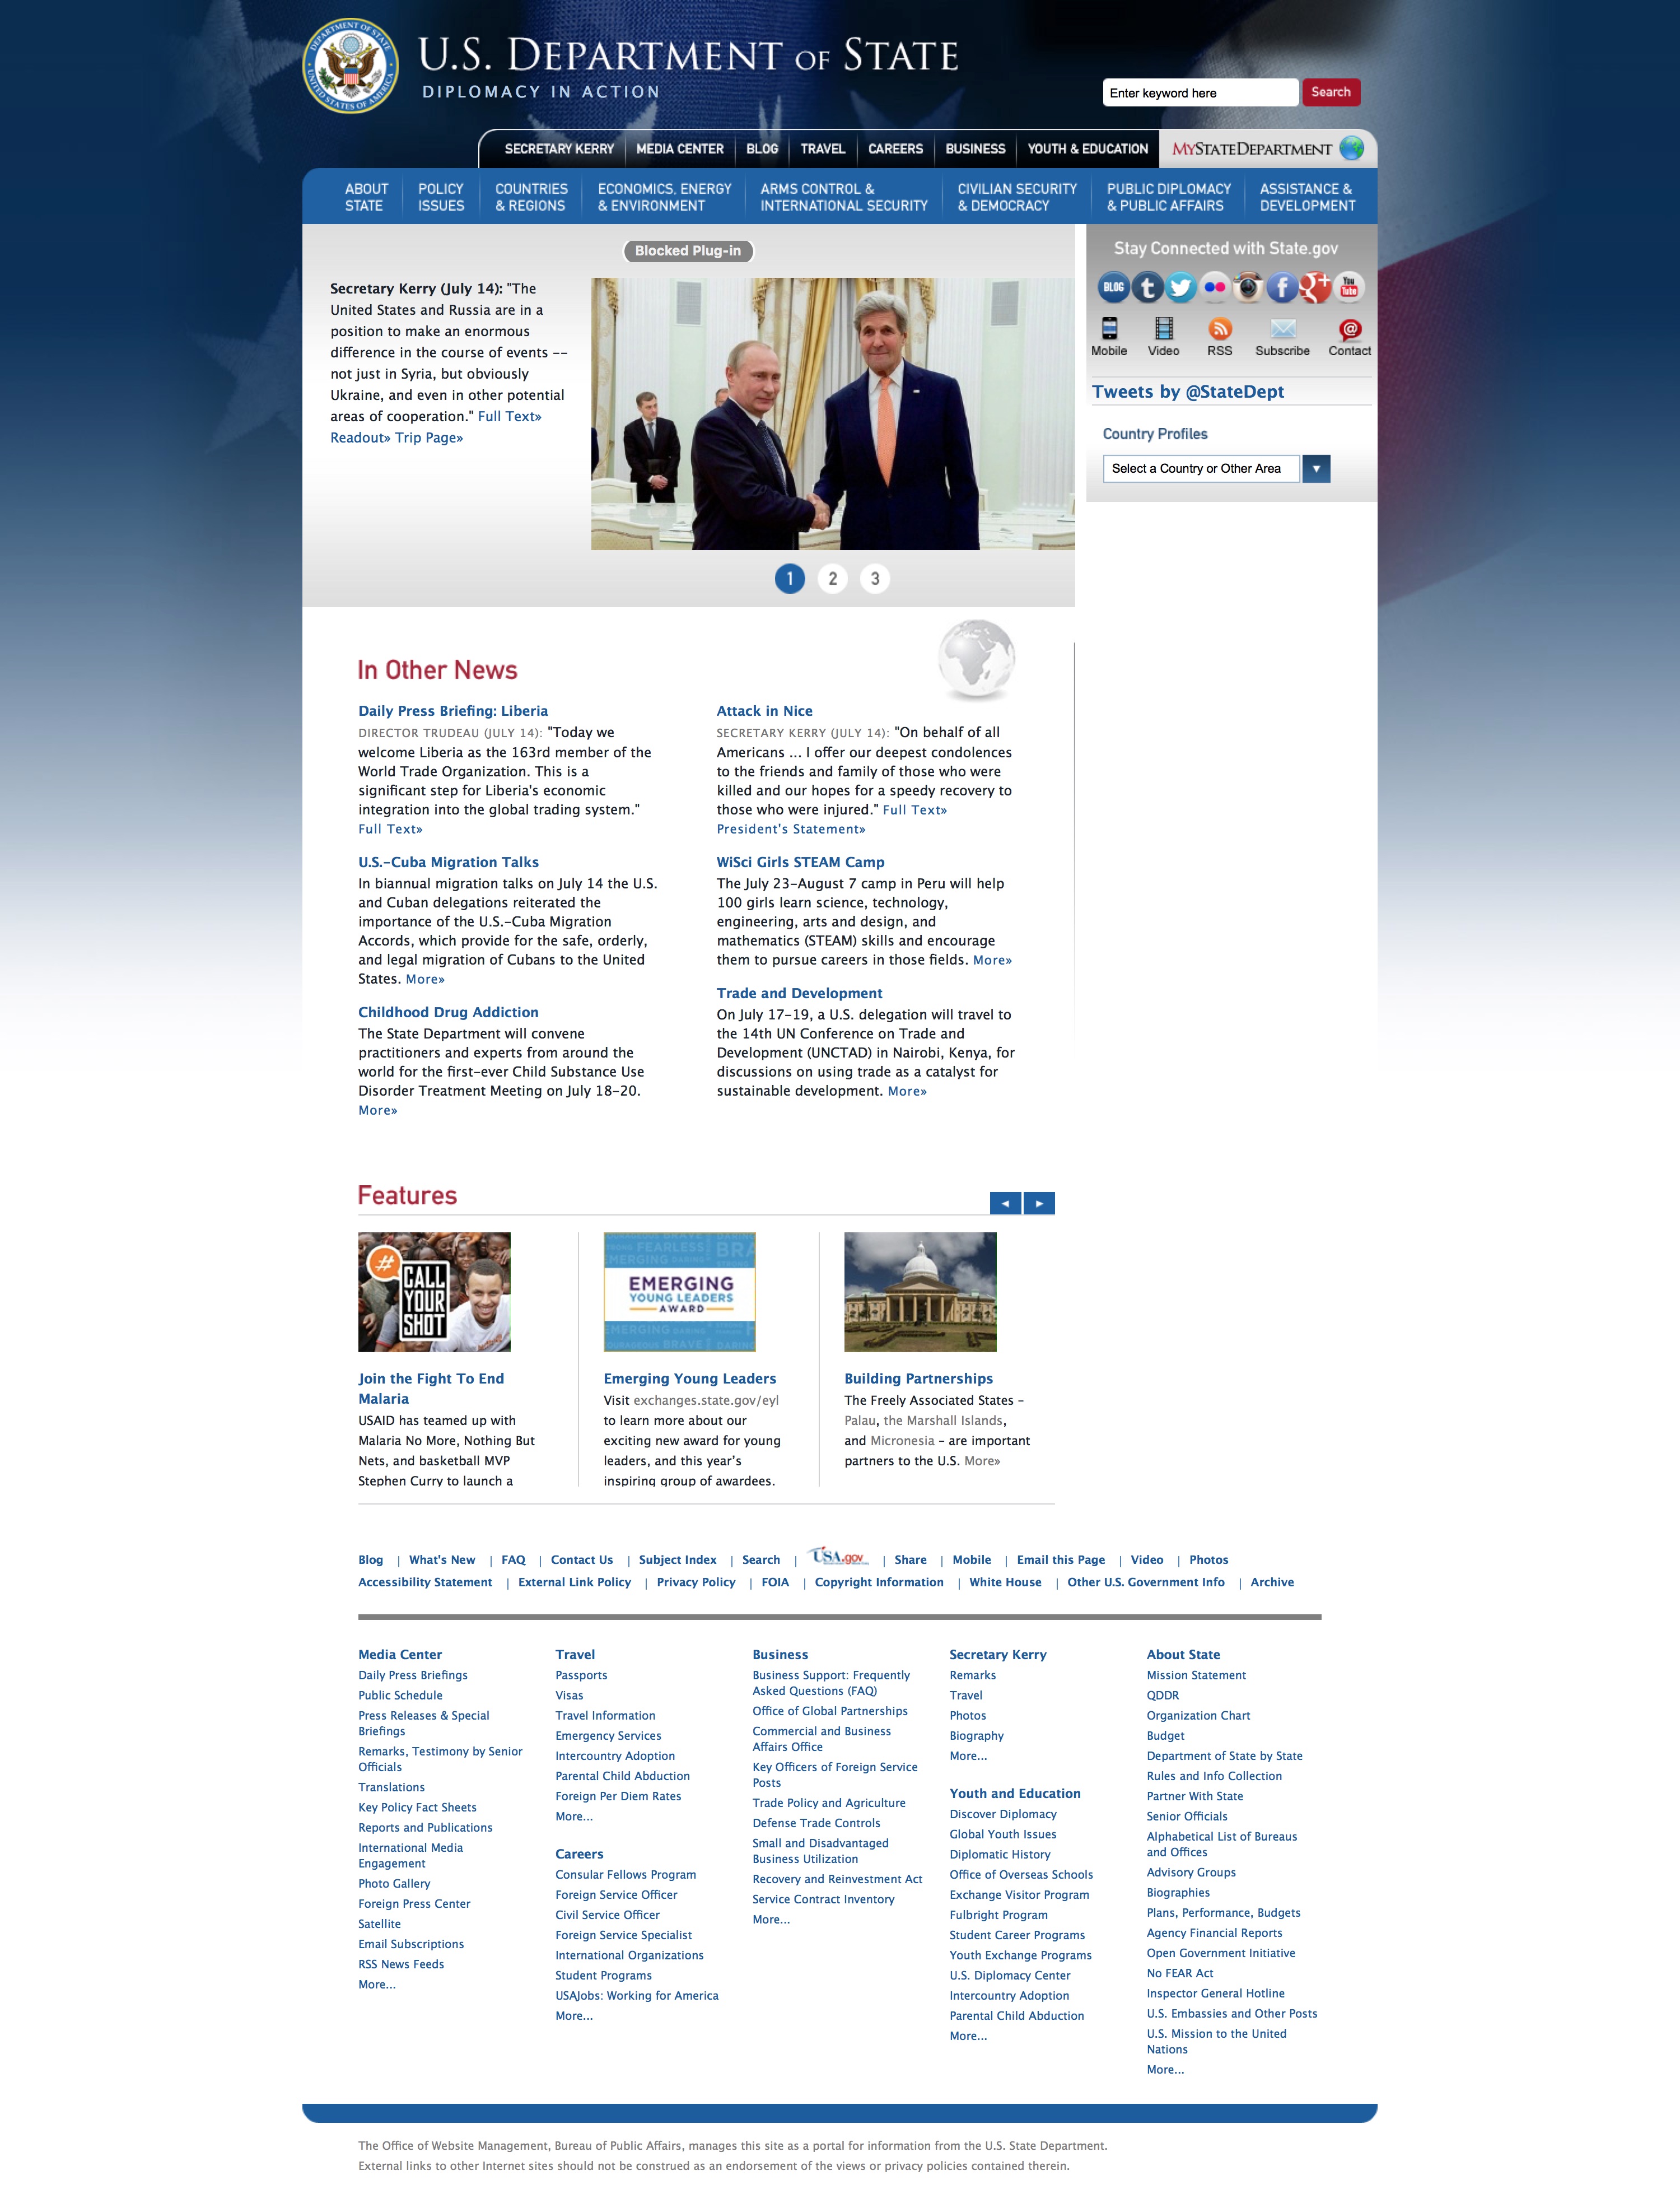 U.S. DEPARTMENT OF STATE
DIPLOMACY IN ACTION
Enter keyword here
Search
SECRETARY KERRY
MEDIA CENTER
BLOG
TRAVEL
CAREERS
BUSINESS
YOUTH & EDUCATION
MYSTATEDEPARTMENT
ABOUT
STATE
POLICY
ISSUES
COUNTRIES
& REGIONS
ECONOMICS, ENERGY
& ENVIRONMENT
ARMS CONTROL &
INTERNATIONAL SECURITY
CIVILIAN SECURITY
& DEMOCRACY
PUBLIC DIPLOMACY
& PUBLIC AFFAIRS
ASSISTANCE &
DEVELOPMENT
Blocked Plug-in
Secretary Kerry (July 14): "The
United States and Russia are in a
position to make an enormous
difference in the course of events --
not just in Syria, but obviously
Ukraine, and even in other potential
areas of cooperation." Full Text»
Readout» Trip Page»
1 2 3
Stay Connected with State.gov
BLOG
You Tube
Mobile
Video
RSS
Subscribe
Contact
Tweets by @StateDept
Country Profiles
Select a Country or Other Area
In Other News
Daily Press Briefing: Liberia
DIRECTOR TRUDEAU (JULY 14): "Today we
welcome Liberia as the 163rd member of the
World Trade Organization. This is a
significant step for Liberia's economic
integration into the global trading system."
Full Text»
U.S.-Cuba Migration Talks
In biannual migration talks on July 14 the U.S.
and Cuban delegations reiterated the
importance of the U.S.-Cuba Migration
Accords, which provide for the safe, orderly,
and legal migration of Cubans to the United
States. More»
Childhood Drug Addiction
The State Department will convene
practitioners and experts from around the
world for the first-ever Child Substance Use
Disorder Treatment Meeting on July 18-20.
More»
Attack in Nice
SECRETARY KERRY (JULY 14): "On behalf of all
Americans ... I offer our deepest condolences
to the friends and family of those who were
killed and our hopes for a speedy recovery to
those who were injured." Full Text»
President's Statement»
WiSci Girls STEAM Camp
The July 23-August 7 camp in Peru will help
100 girls learn science, technology,
engineering, arts and design, and
mathematics (STEAM) skills and encourage
them to pursue careers in those fields. More»
Trade and Development
On July 17-19, a U.S. delegation will travel to
the 14th UN Conference on Trade and
Development (UNCTAD) in Nairobi, Kenya, for
discussions on using trade as a catalyst for
sustainable development. More»
Features
# CALL
YOUR
SHOT
Join the Fight To End
Malaria
USAID has teamed up with
Malaria No More, Nothing But
Nets, and basketball MVP
Stephen Curry to launch a
EMERGING
YOUNG LEADERS
AWARD
Emerging Young Leaders
Visit exchanges.state.gov/eyl
to learn more about our
exciting new award for young
leaders, and this year's
inspiring group of awardees.
Building Partnerships
The Freely Associated States –
Palau, the Marshall Islands,
and Micronesia – are important
partners to the U.S. More»
Blog | What's New | FAQ | Contact Us | Subject Index | Search | USA.gov | Share | Mobile | Email this Page | Video | Photos
Accessibility Statement | External Link Policy | Privacy Policy | FOIA | Copyright Information | White House | Other U.S. Government Info | Archive
Media Center
Daily Press Briefings
Public Schedule
Press Releases & Special
Briefings
Remarks, Testimony by Senior
Officials
Translations
Key Policy Fact Sheets
Reports and Publications
International Media
Engagement
Photo Gallery
Foreign Press Center
Satellite
Email Subscriptions
RSS News Feeds
More...
Travel
Passports
Visas
Travel Information
Emergency Services
Intercountry Adoption
Parental Child Abduction
Foreign Per Diem Rates
More...
Careers
Consular Fellows Program
Foreign Service Officer
Civil Service Officer
Foreign Service Specialist
International Organizations
Student Programs
USAJobs: Working for America
More...
Business
Business Support: Frequently
Asked Questions (FAQ)
Office of Global Partnerships
Commercial and Business
Affairs Office
Key Officers of Foreign Service
Posts
Trade Policy and Agriculture
Defense Trade Controls
Small and Disadvantaged
Business Utilization
Recovery and Reinvestment Act
Service Contract Inventory
More...
Secretary Kerry
Remarks
Travel
Photos
Biography
More...
Youth and Education
Discover Diplomacy
Global Youth Issues
Diplomatic History
Office of Overseas Schools
Exchange Visitor Program
Fulbright Program
Student Career Programs
Youth Exchange Programs
U.S. Diplomacy Center
Intercountry Adoption
Parental Child Abduction
More...
About State
Mission Statement
QDDR
Organization Chart
Budget
Department of State by State
Rules and Info Collection
Partner With State
Senior Officials
Alphabetical List of Bureaus
and Offices
Advisory Groups
Biographies
Plans, Performance, Budgets
Agency Financial Reports
Open Government Initiative
No FEAR Act
Inspector General Hotline
U.S. Embassies and Other Posts
U.S. Mission to the United
Nations
More...
The Office of Website Management, Bureau of Public Affairs, manages this site as a portal for information from the U.S. State Department.
External links to other Internet sites should not be construed as an endorsement of the views or privacy policies contained therein.